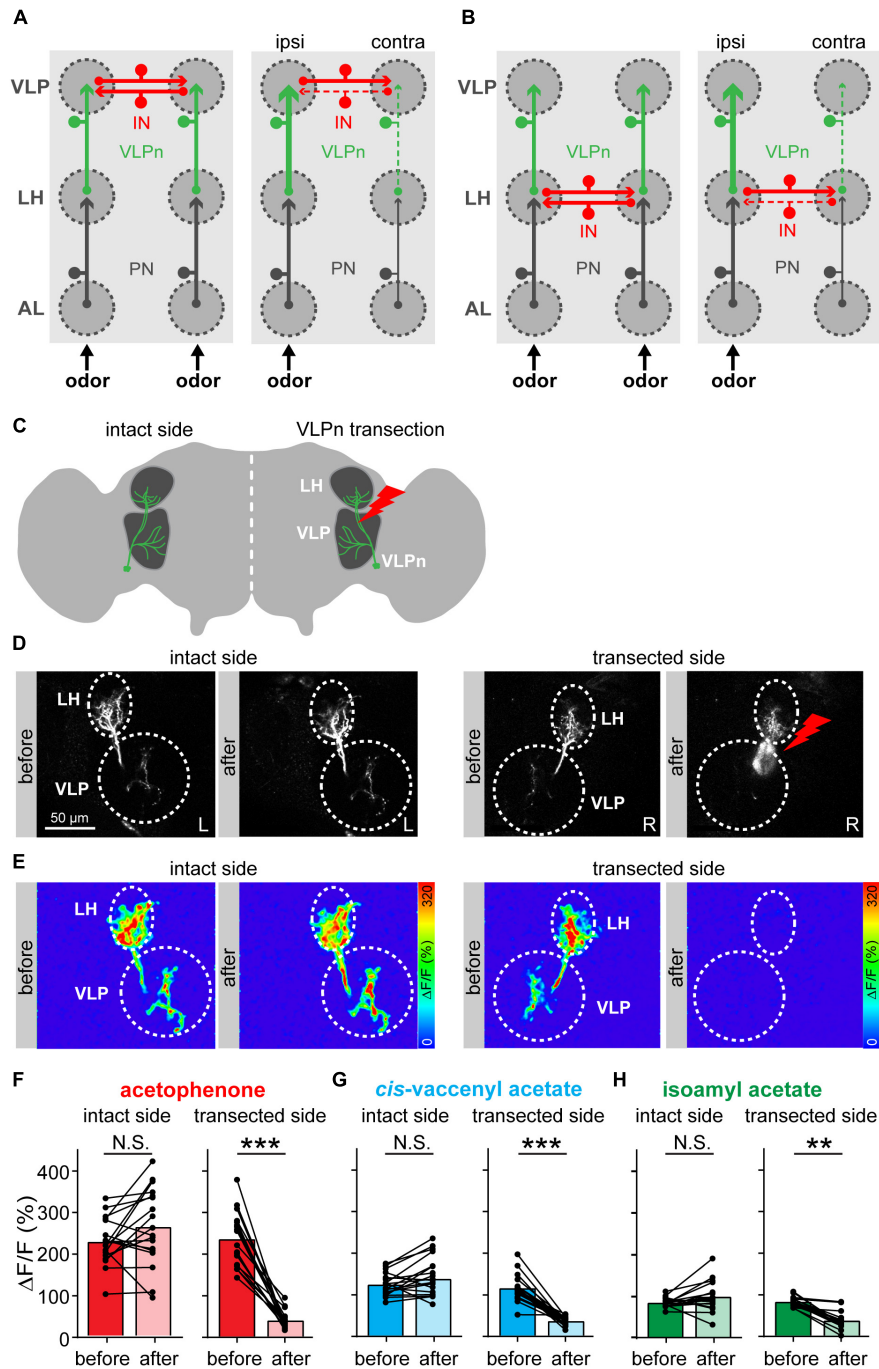 A
B
ipsi contra
ipsi contra
VLP
VLP
IN
IN
VLPn
VLPn
VLPn
VLPn
LH
LH
IN
IN
PN
PN
PN
PN
AL
AL
odor odor odor
odor odor odor
C
intact side VLPn transection
LH
VLP
VLPn
D
intact side transected side
before after before after
LH
LH
VLP
VLP
50 µm
L L R R
E
intact side transected side
before after before after
LH
LH
VLP
VLP
0 ΔF/F (%) 320
0 ΔF/F (%) 320
F G H
acetophenone cis-vaccenyl acetate isoamyl acetate
intact side transected side intact side transected side intact side transected side
N.S. *** N.S. *** N.S. **
ΔF/F (%)
400
300
200
100
0
before after before after before after before after before after before after